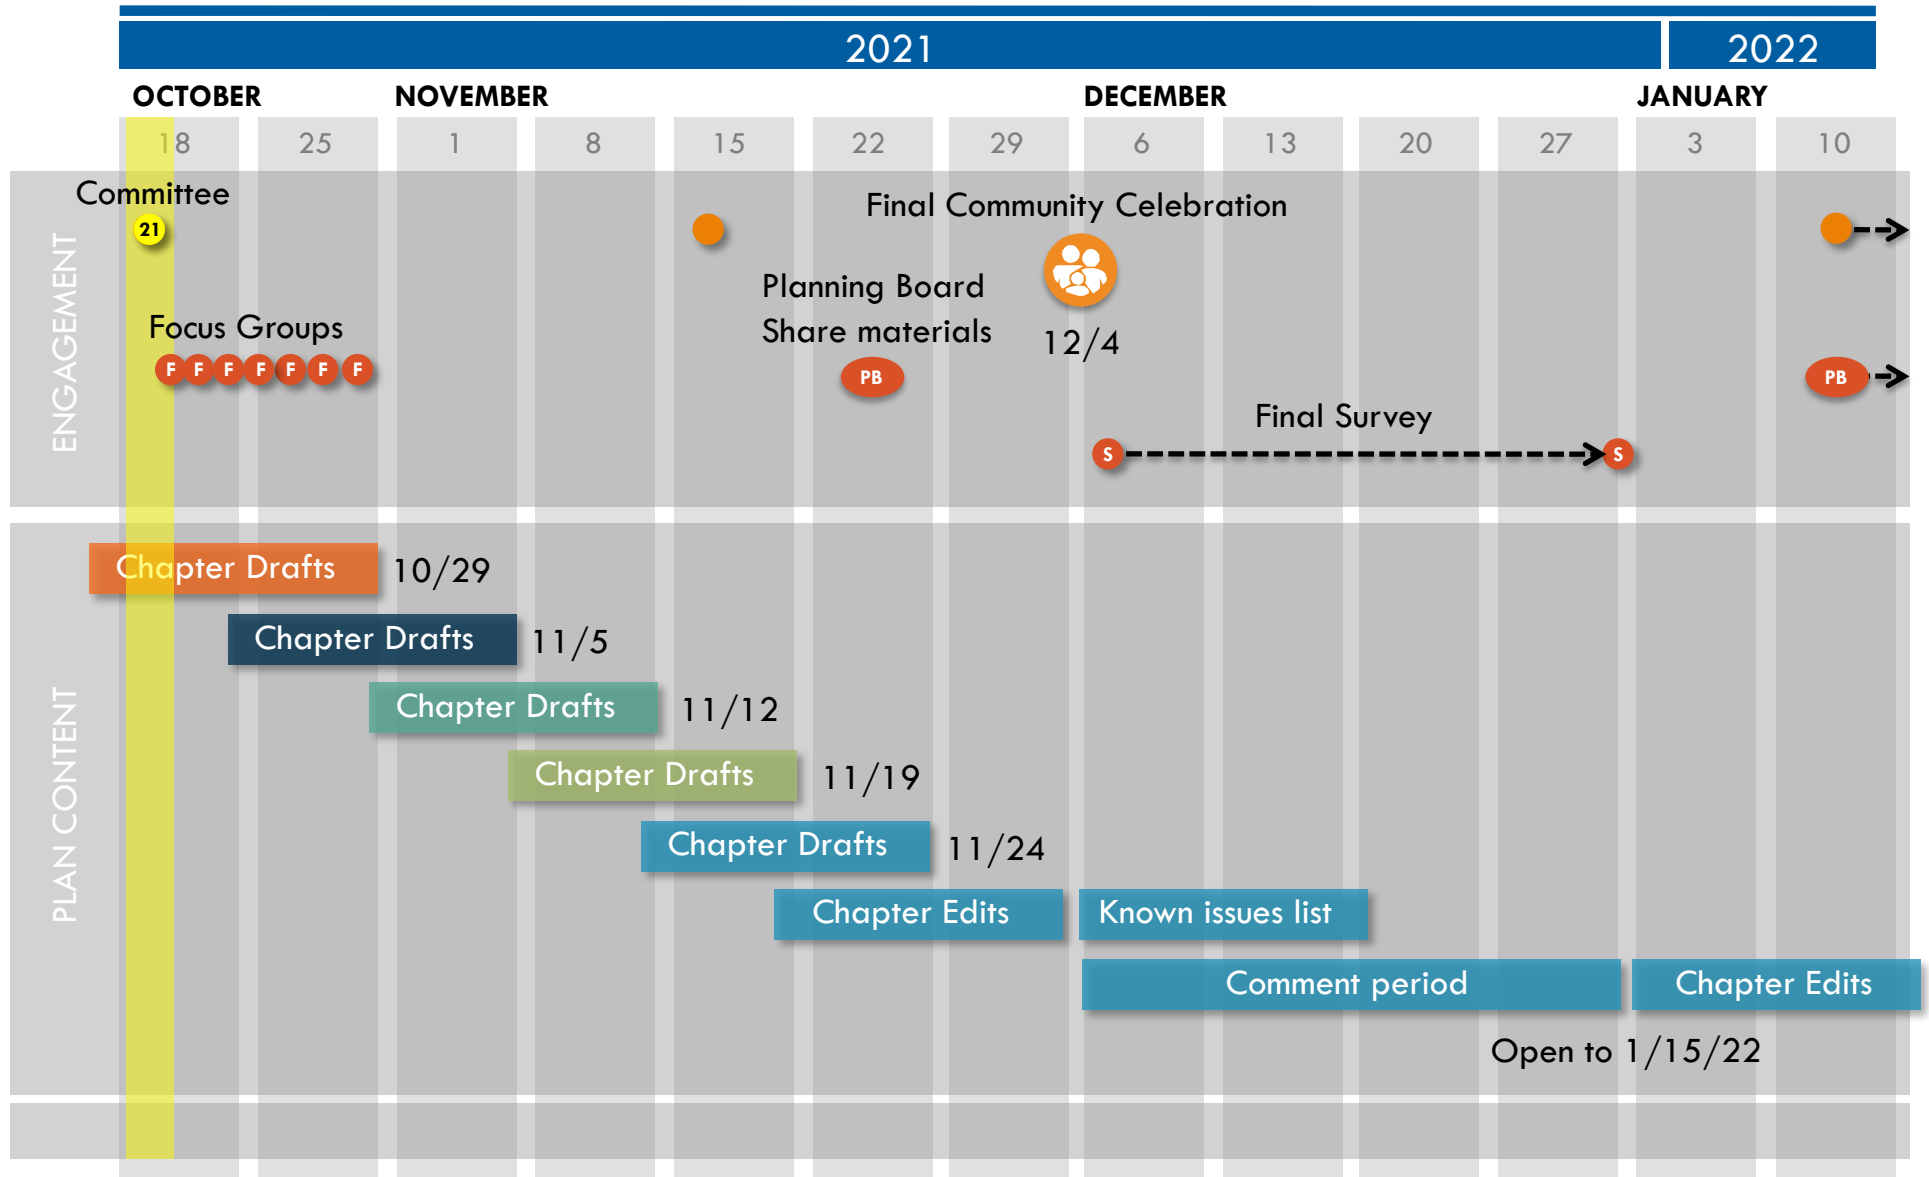 2021
2022
OCTOBER
NOVEMBER
DECEMBER
JANUARY
18
25
1
8
15
22
29
6
13
20
27
3
10
ENGAGEMENT
Committee
21
Final Community Celebration
12/4
Planning Board
Share materials
PB
PB
Focus Groups
F
F
F
F
F
F
F
Final Survey
S
S
PLAN CONTENT
Chapter Drafts
10/29
Chapter Drafts
11/5
Chapter Drafts
11/12
Chapter Drafts
11/19
Chapter Drafts
11/24
Chapter Edits
Known issues list
Comment period
Chapter Edits
Open to 1/15/22